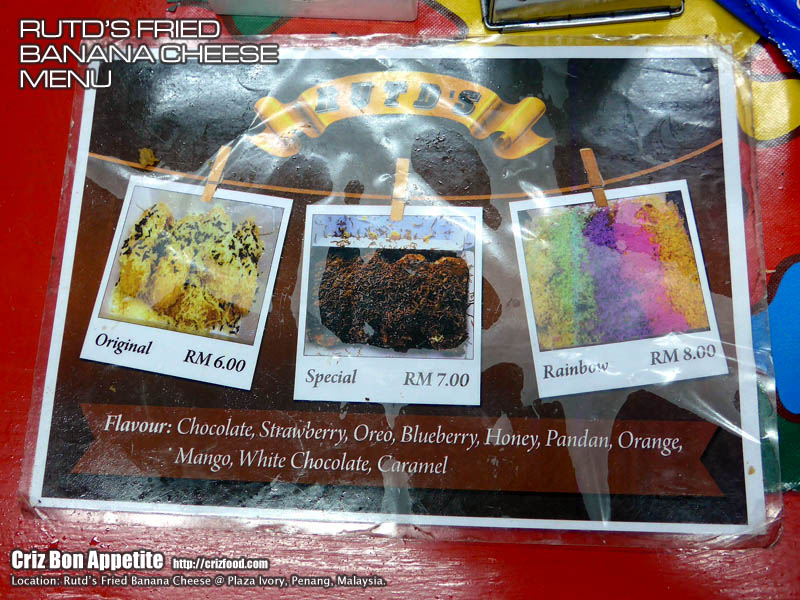 RUTD'S FRIED
BANANA CHEESE
MENU
RUTD'S
Original RM 6.00
Special RM 7.00
Rainbow RM 8.00
Flavour: Chocolate, Strawberry, Oreo, Blueberry, Honey, Pandan, Orange,
Mango, White Chocolate, Caramel
Criz Bon Appetite http://crizfood.com
Location: Rutd's Fried Banana Cheese @ Plaza Ivory, Penang, Malaysia.